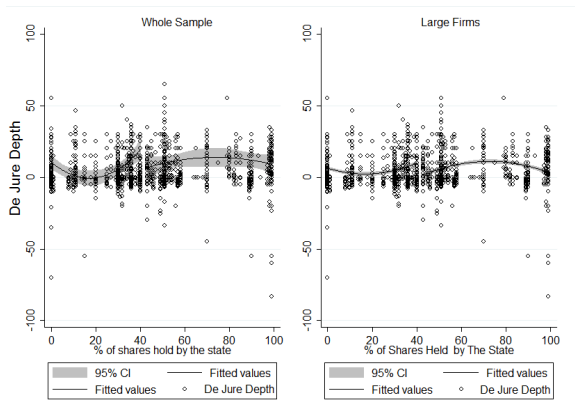 Whole Sample
Large Firms
De Jure Depth
100
50
0
-50
-100
100
50
0
-50
-100
0 20 40 60 80 100
0 20 40 60 80 100
% of shares hold by the state
% of Shares Held by The State
95% CI Fitted values
Fitted values De Jure Depth
95% CI Fitted values
Fitted values De Jure Depth